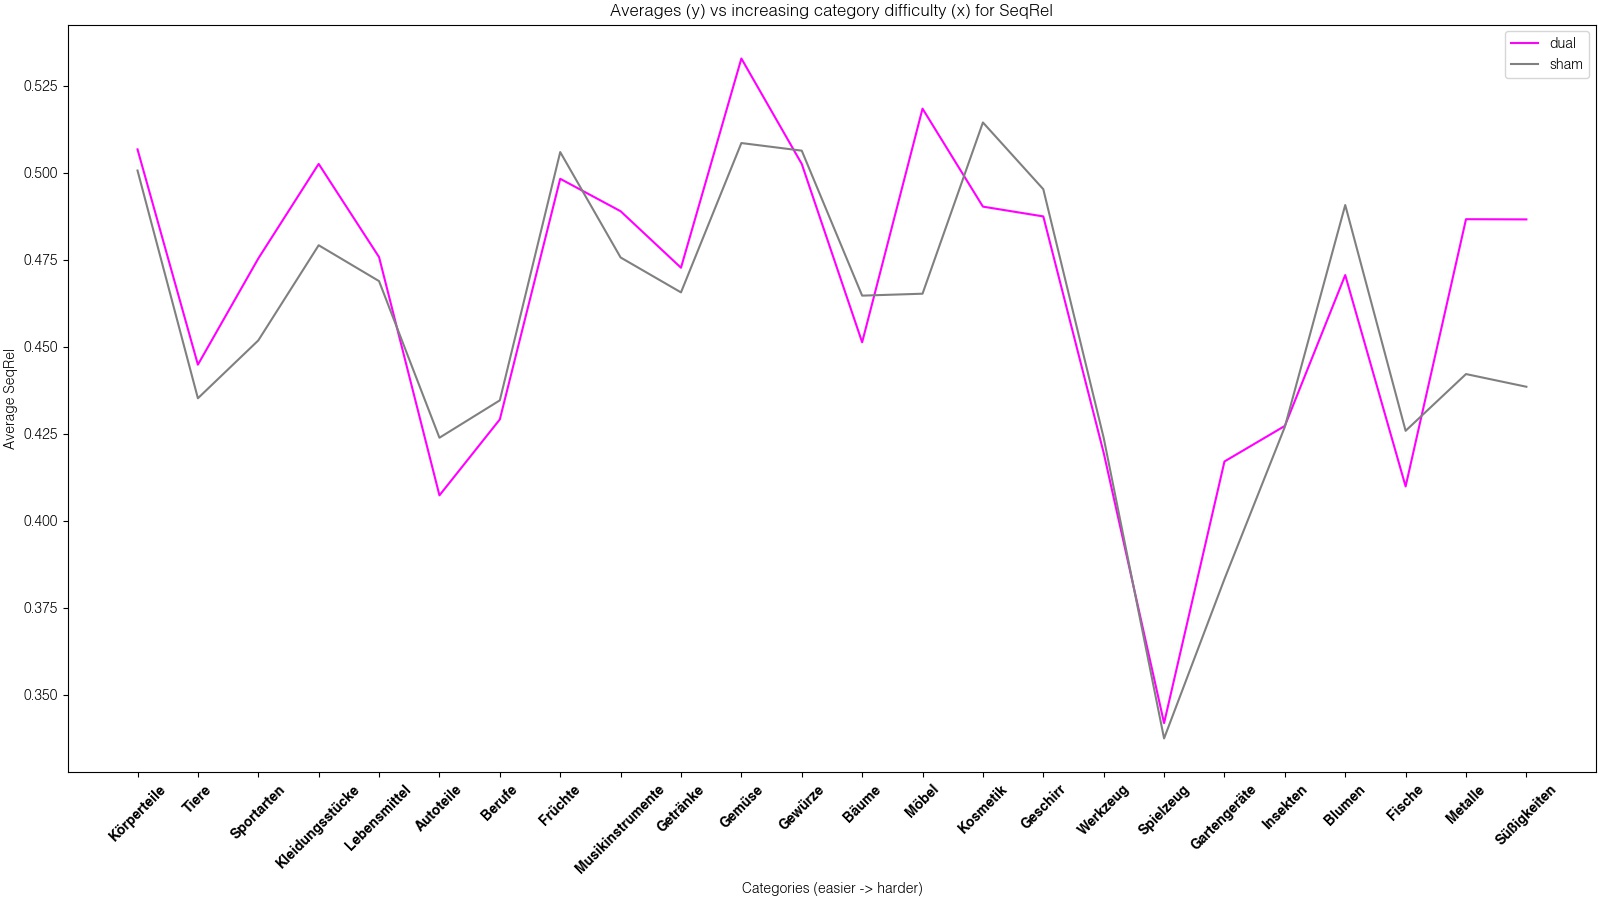 Averages (y) vs increasing category difficulty (x) for SeqRel
dual
sham
Average SeqRel
0.525
0.500
0.475
0.450
0.425
0.400
0.375
0.350
Körperteile
Tiere
Sportarten
Kleidungsstücke
Lebensmittel
Autoteile
Berufe
Früchte
Musikinstrumente
Getränke
Gemüse
Gewürze
Bäume
Möbel
Kosmetik
Geschirr
Werkzeug
Spielzeug
Gartengeräte
Insekten
Blumen
Fische
Metalle
Süßigkeiten
Categories (easier -> harder)